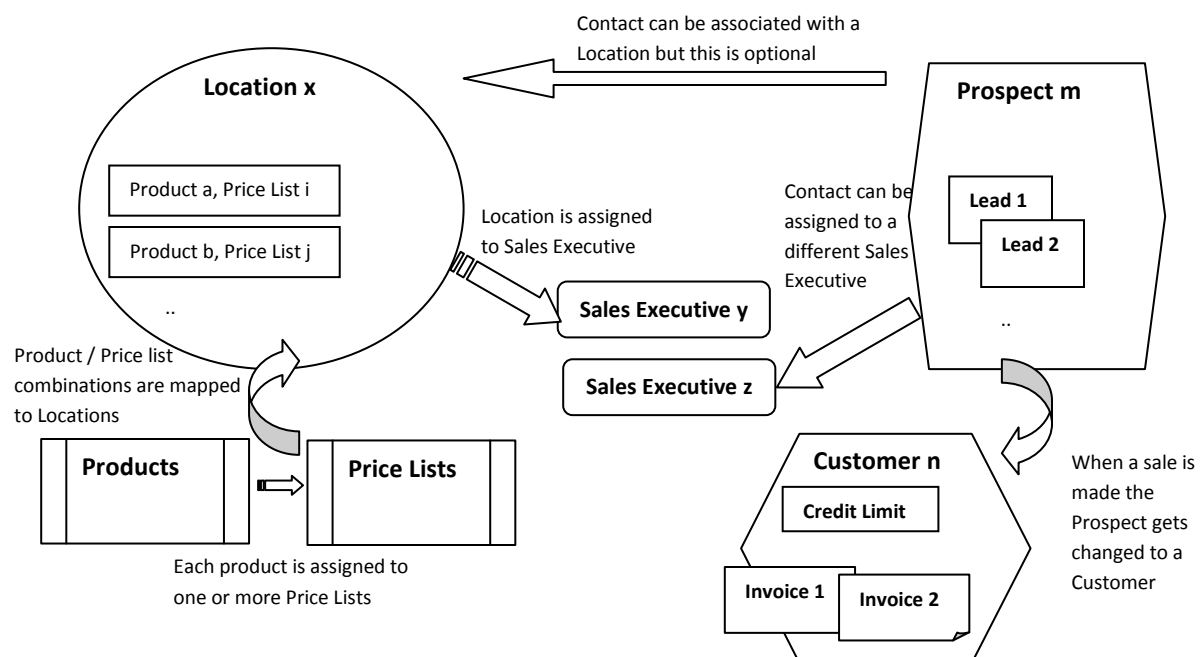 Contact can be associated with a
Location but this is optional
Location x
Prospect m
Product a, Price List i
Product b, Price List j
..
Location is assigned
to Sales Executive
Contact can be
assigned to a
different Sales
Executive
Lead 1
Lead 2
..
Sales Executive y
Sales Executive z
Product / Price list
combinations are mapped
to Locations
Products
Price Lists
Each product is assigned to
one or more Price Lists
Customer n
Credit Limit
Invoice 1
Invoice 2
When a sale is
made the
Prospect gets
changed to a
Customer